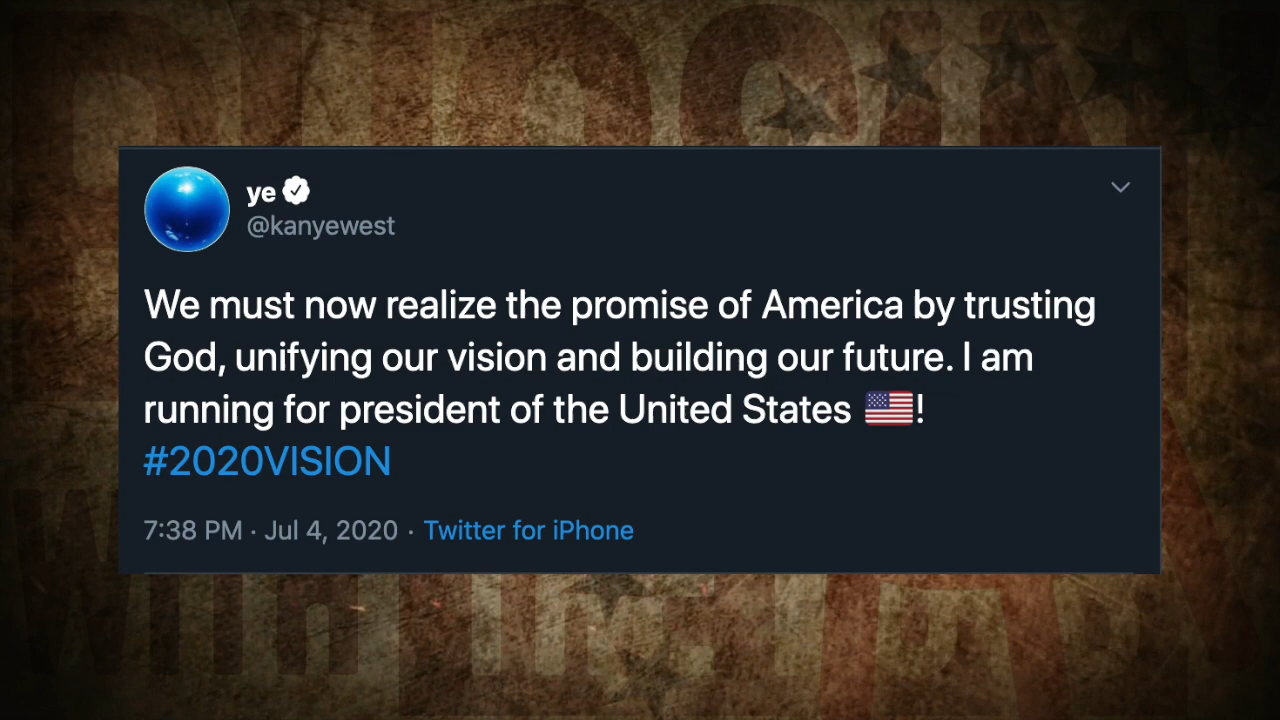 ye
@kanyewest
We must now realize the promise of America by trusting
God, unifying our vision and building our future. I am
running for president of the United States 🇺🇸!
#2020VISION
7:38 PM · Jul 4, 2020 · Twitter for iPhone